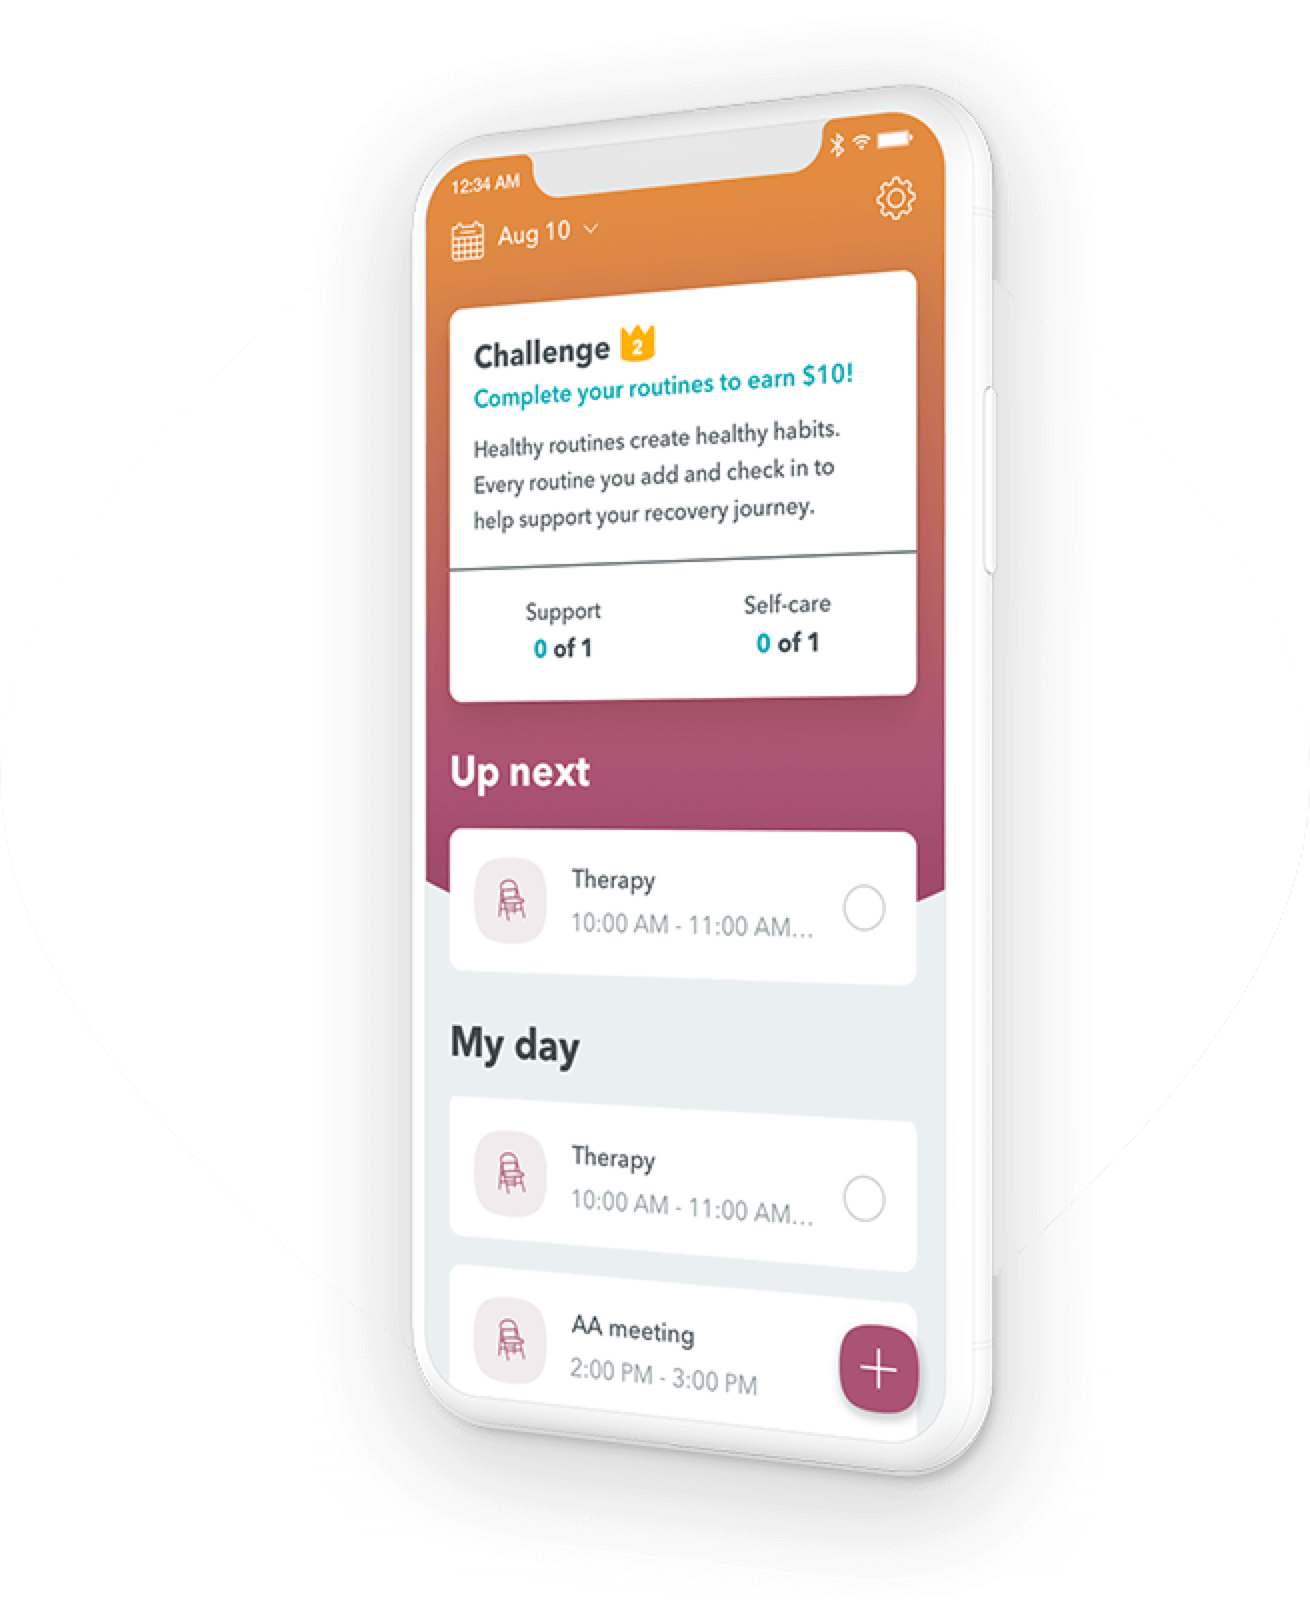 12:34 AM
Aug 10
Challenge 2
Complete your routines to earn $10!
Healthy routines create healthy habits.
Every routine you add and check in to
help support your recovery journey.
Support
0 of 1
Self-care
0 of 1
Up next
Therapy
10:00 AM - 11:00 AM...
My day
Therapy
10:00 AM - 11:00 AM...
AA meeting
2:00 PM - 3:00 PM